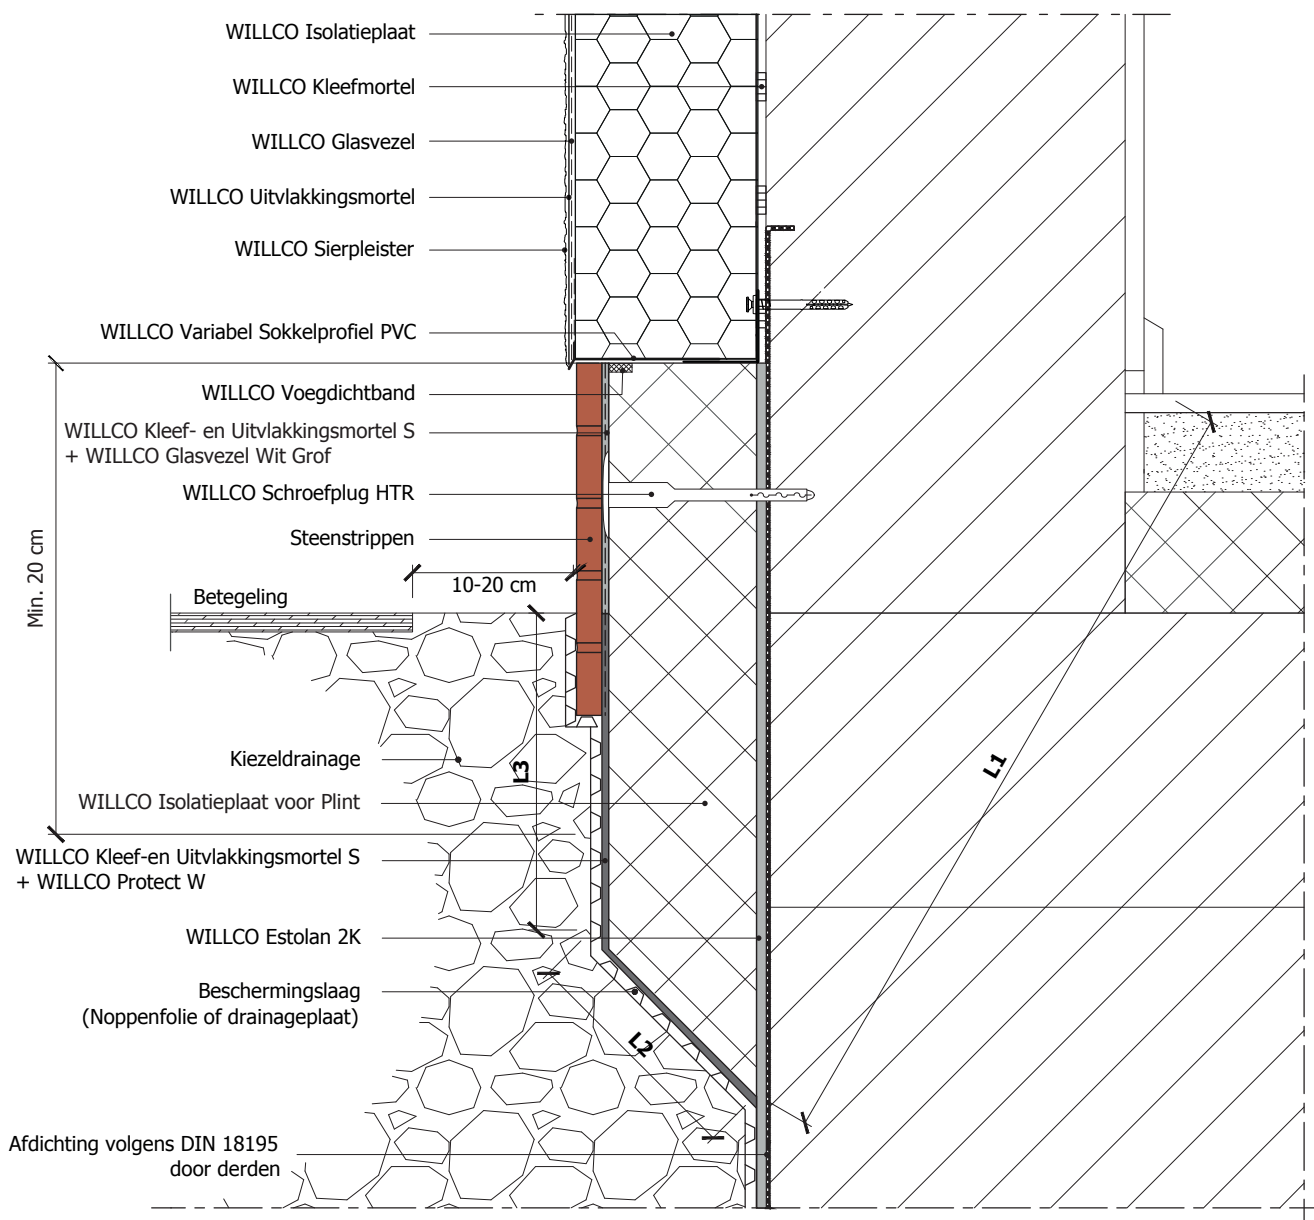 WILLCO Isolatieplaat
WILLCO Kleefmortel
WILLCO Glasvezel
WILLCO Uitvlakkingsmortel
WILLCO Sierpleister
WILLCO Variabel Sokkelprofiel PVC
WILLCO Voegdichtband
WILLCO Kleef- en Uitvlakkingsmortel S
+ WILLCO Glasvezel Wit Grof
WILLCO Schroefplug HTR
Steenstrippen
Min. 20 cm
10-20 cm
Betegeling
Kiezeldrainage
L3
L1
WILLCO Isolatieplaat voor Plint
WILLCO Kleef-en Uitvlakkingsmortel S
+ WILLCO Protect W
WILLCO Estolan 2K
Beschermingslaag
(Noppenfolie of drainageplaat)
L2
Afdichting volgens DIN 18195
door derden